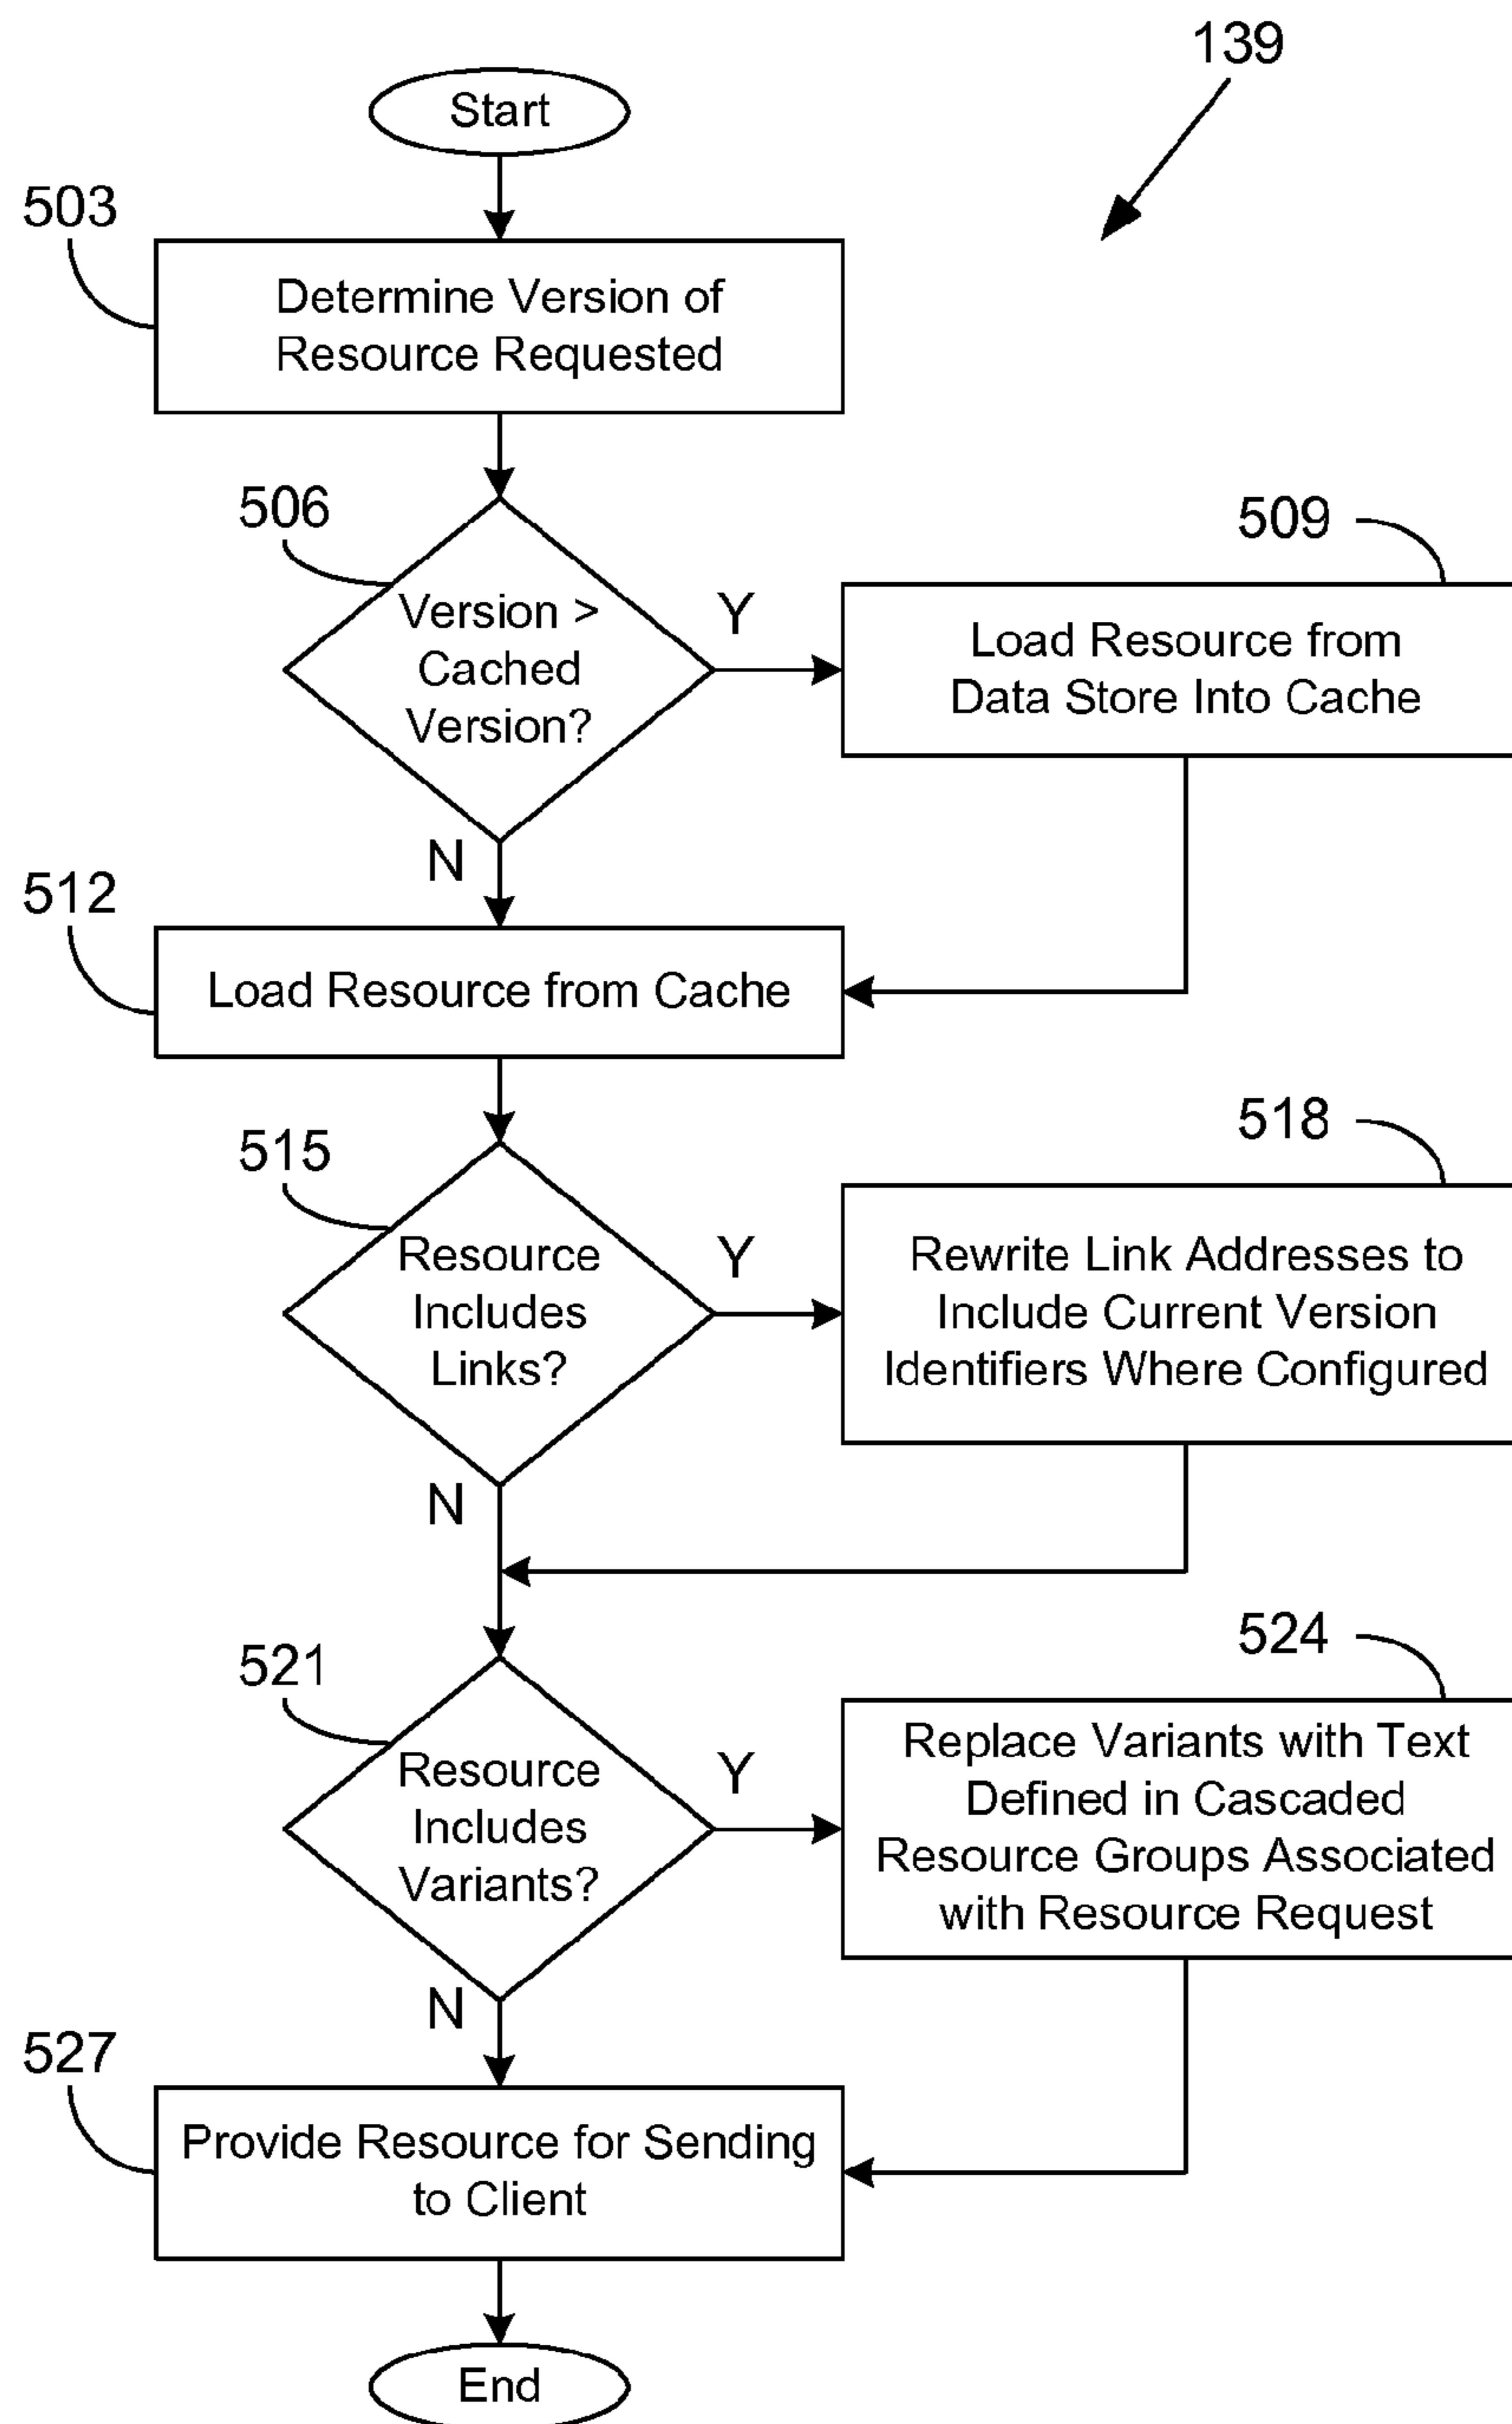 139
Start
503
Determine Version of
Resource Requested
506
Version >
Cached
Version?
Y
509
Load Resource from
Data Store Into Cache
N
512
Load Resource from Cache
515
Resource
Includes
Links?
Y
518
Rewrite Link Addresses to
Include Current Version
Identifiers Where Configured
N
521
Resource
Includes
Variants?
Y
524
Replace Variants with Text
Defined in Cascaded
Resource Groups Associated
with Resource Request
N
527
Provide Resource for Sending
to Client
End